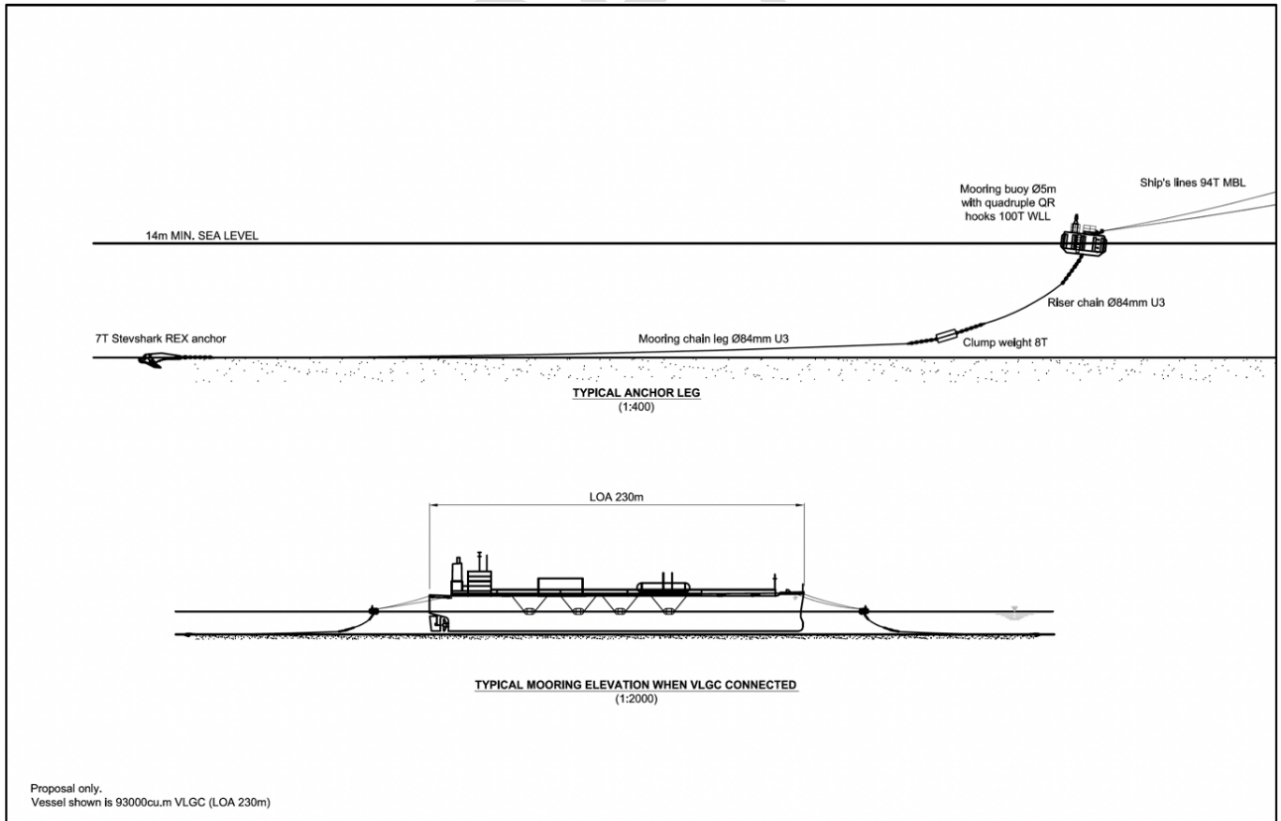 Ship's lines 94T MBL
Mooring buoy Ø5m
with quadruple QR
hooks 100T WLL
14m MIN. SEA LEVEL
Riser chain Ø84mm U3
7T Stevshark REX anchor
Mooring chain leg Ø84mm U3
Clump weight 8T
TYPICAL ANCHOR LEG
(1:400)
LOA 230m
TYPICAL MOORING ELEVATION WHEN VLGC CONNECTED
(1:2000)
Proposal only.
Vessel shown is 93000cu.m VLGC (LOA 230m)